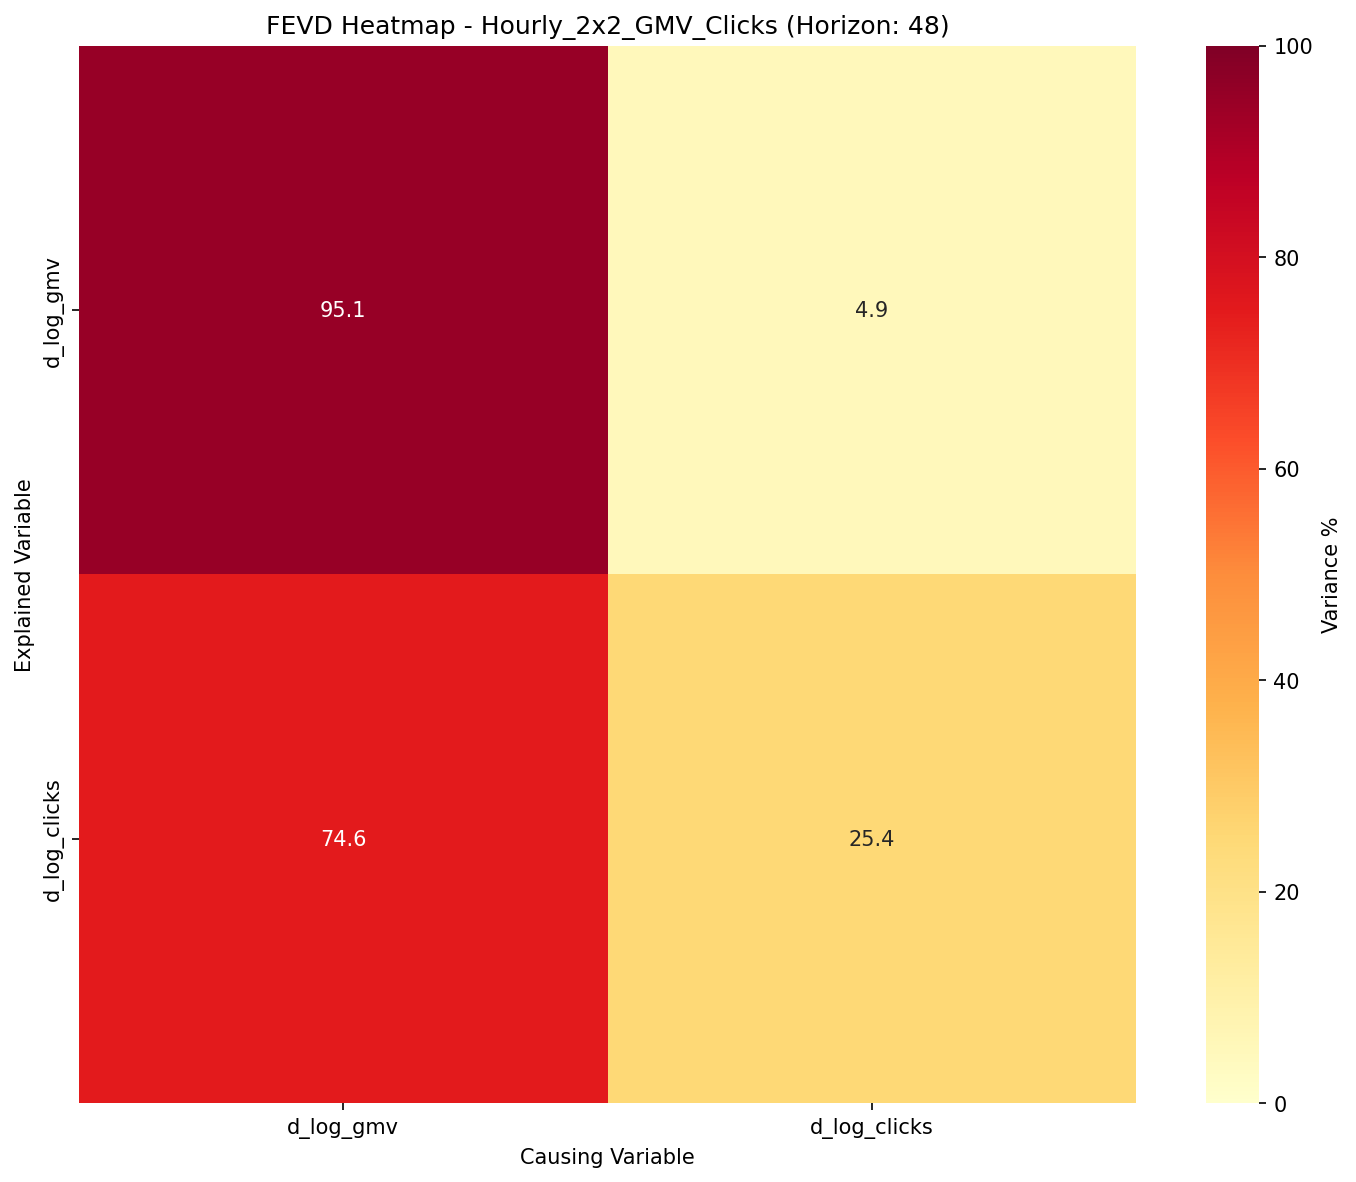 FEVD Heatmap - Hourly_2x2_GMV_Clicks (Horizon: 48)
Explained Variable
d_log_gmv
95.1
4.9
d_log_clicks
74.6
25.4
d_log_gmv
d_log_clicks
Causing Variable
100
80
60
40
20
0
Variance %